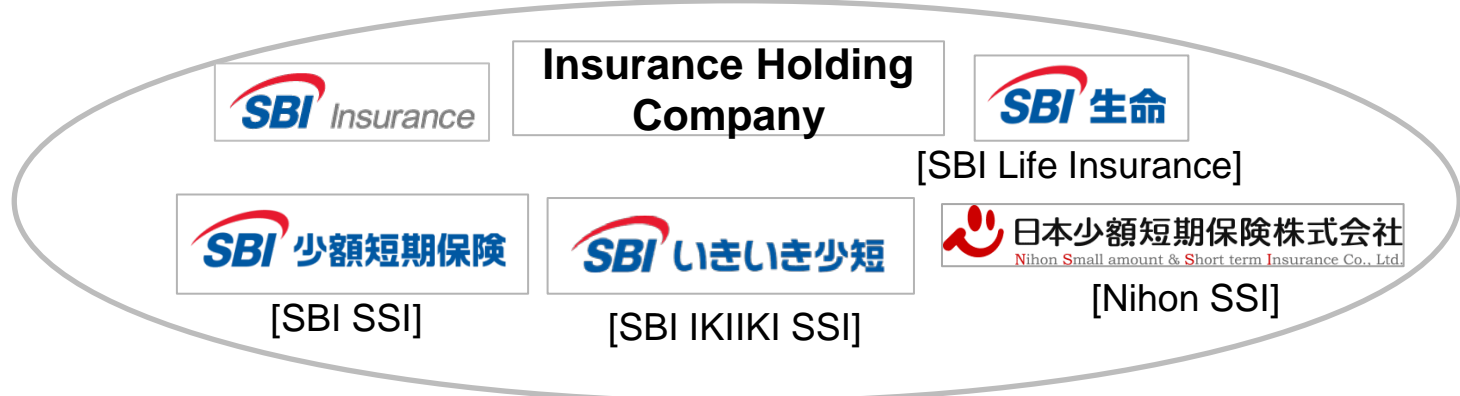 SBI Insurance
Insurance Holding
Company
SBI 生命
[SBI Life Insurance]
SBI 少額短期保険
[SBI SSI]
SBI いきいき少短
[SBI IKIIKI SSI]
日本少額短期保険株式会社
Nihon Small amount & Short term Insurance Co., Ltd.
[Nihon SSI]